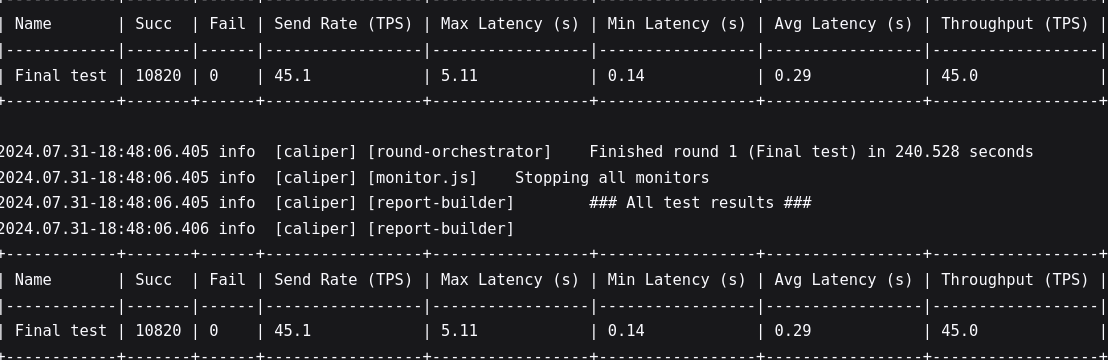 +------------+-------+------+-----------------+-----------------+-----------------+-----------------+------------------+
| Name       | Succ  | Fail | Send Rate (TPS) | Max Latency (s) | Min Latency (s) | Avg Latency (s) | Throughput (TPS) |
|------------|-------|------|-----------------|-----------------|-----------------|-----------------|------------------|
| Final test | 10820 | 0    | 45.1            | 5.11            | 0.14            | 0.29            | 45.0             |
+------------+-------+------+-----------------+-----------------+-----------------+-----------------+------------------+
2024.07.31-18:48:06.405 info  [caliper] [round-orchestrator]    Finished round 1 (Final test) in 240.528 seconds
2024.07.31-18:48:06.405 info  [caliper] [monitor.js]    Stopping all monitors
2024.07.31-18:48:06.405 info  [caliper] [report-builder]        ### All test results ###
2024.07.31-18:48:06.406 info  [caliper] [report-builder]
+------------+-------+------+-----------------+-----------------+-----------------+-----------------+------------------+
| Name       | Succ  | Fail | Send Rate (TPS) | Max Latency (s) | Min Latency (s) | Avg Latency (s) | Throughput (TPS) |
|------------|-------|------|-----------------|-----------------|-----------------|-----------------|------------------|
| Final test | 10820 | 0    | 45.1            | 5.11            | 0.14            | 0.29            | 45.0             |
+------------+-------+------+-----------------+-----------------+-----------------+-----------------+------------------+